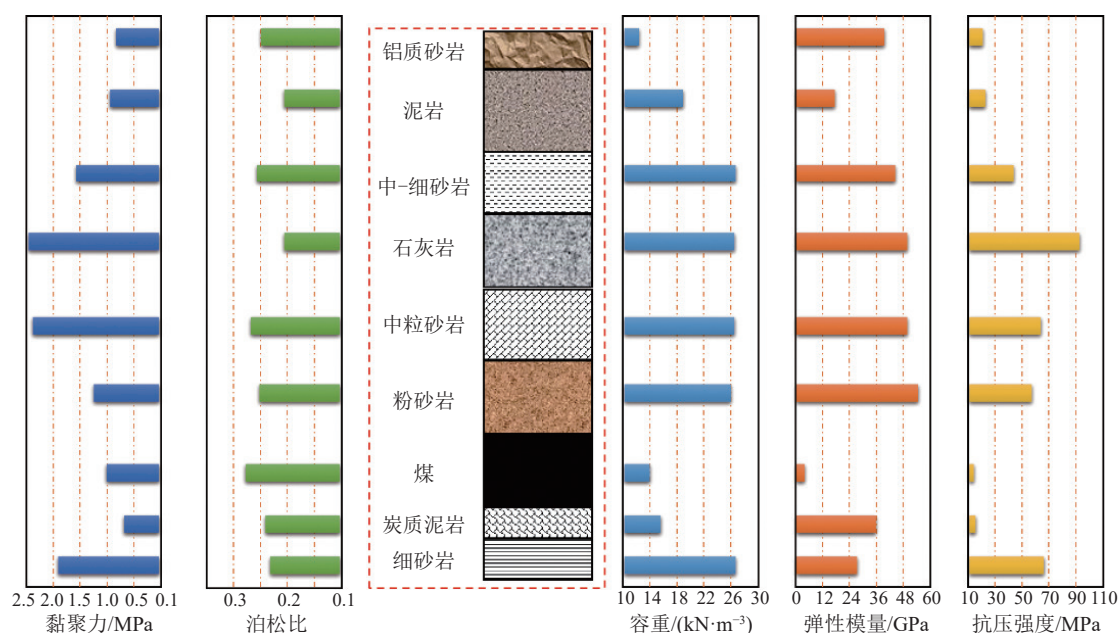 铝质砂岩
泥岩
中-细砂岩
石灰岩
中粒砂岩
粉砂岩
煤
炭质泥岩
细砂岩
2.5 2.0 1.5 1.0 0.5 0.1
黏聚力/MPa
0.3 0.2 0.1
泊松比
10 14 18 22 26 30
容重/(kN·m⁻³)
0 12 24 36 48 60
弹性模量/GPa
10 30 50 70 90 110
抗压强度/MPa